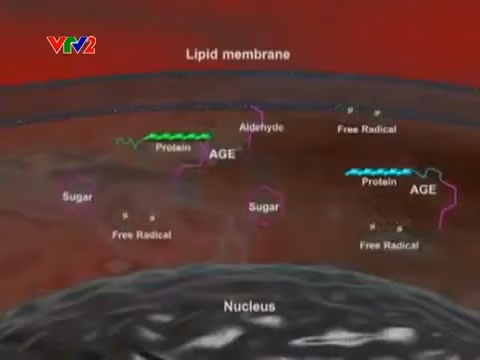 VTV2
Lipid membrane
Aldehyde
Free Radical
Protein
AGE
Protein
AGE
Sugar
Sugar
Free Radical
Free Radical
Nucleus